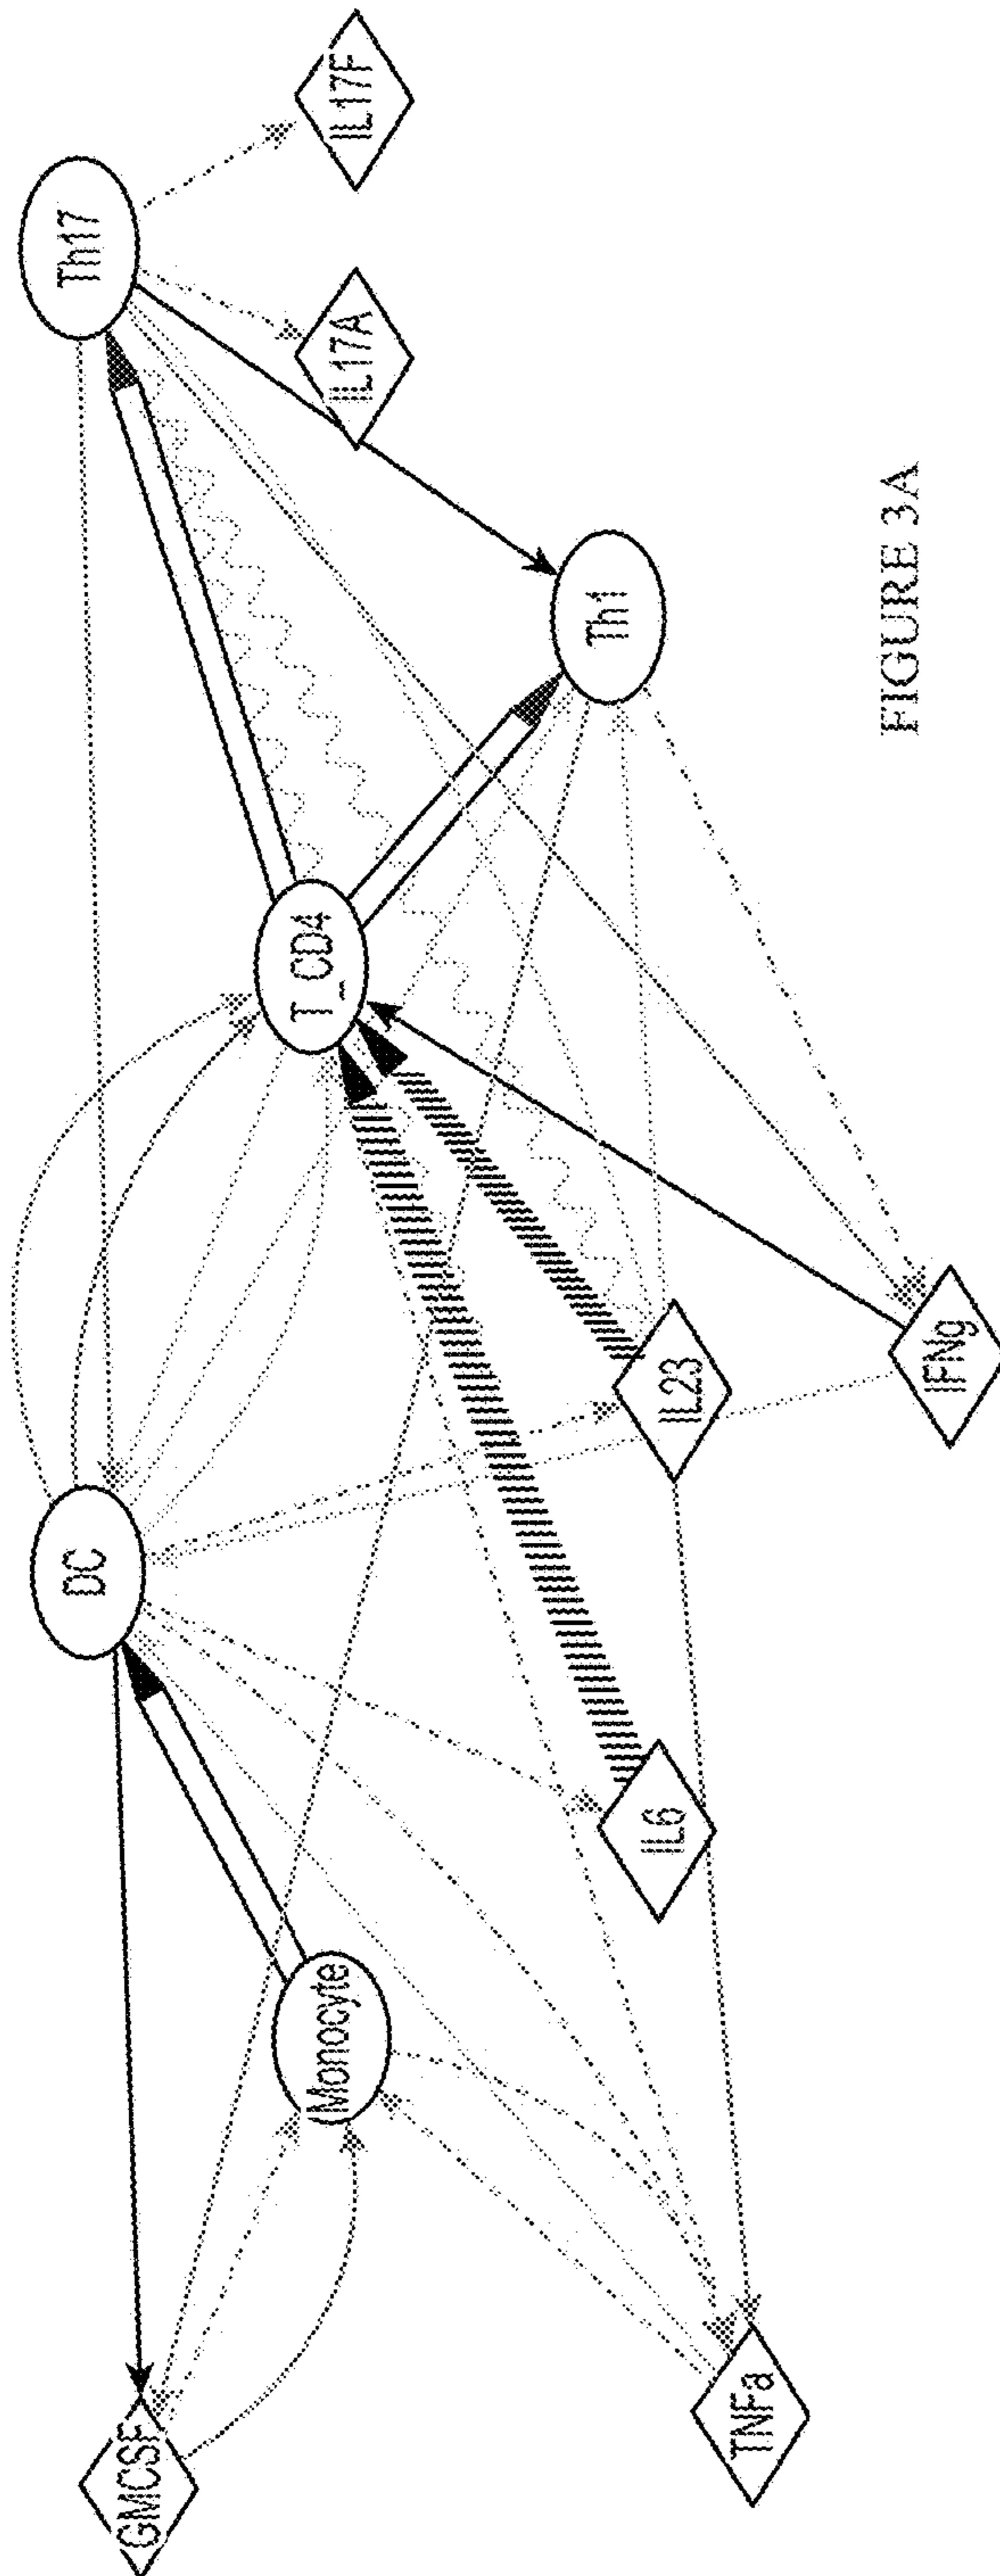 GMCSF
Monocyte
DC
T_CD4
Th17
IL17F
IL17A
Th1
TNFa
IL6
IL23
IFNg
FIGURE 3A